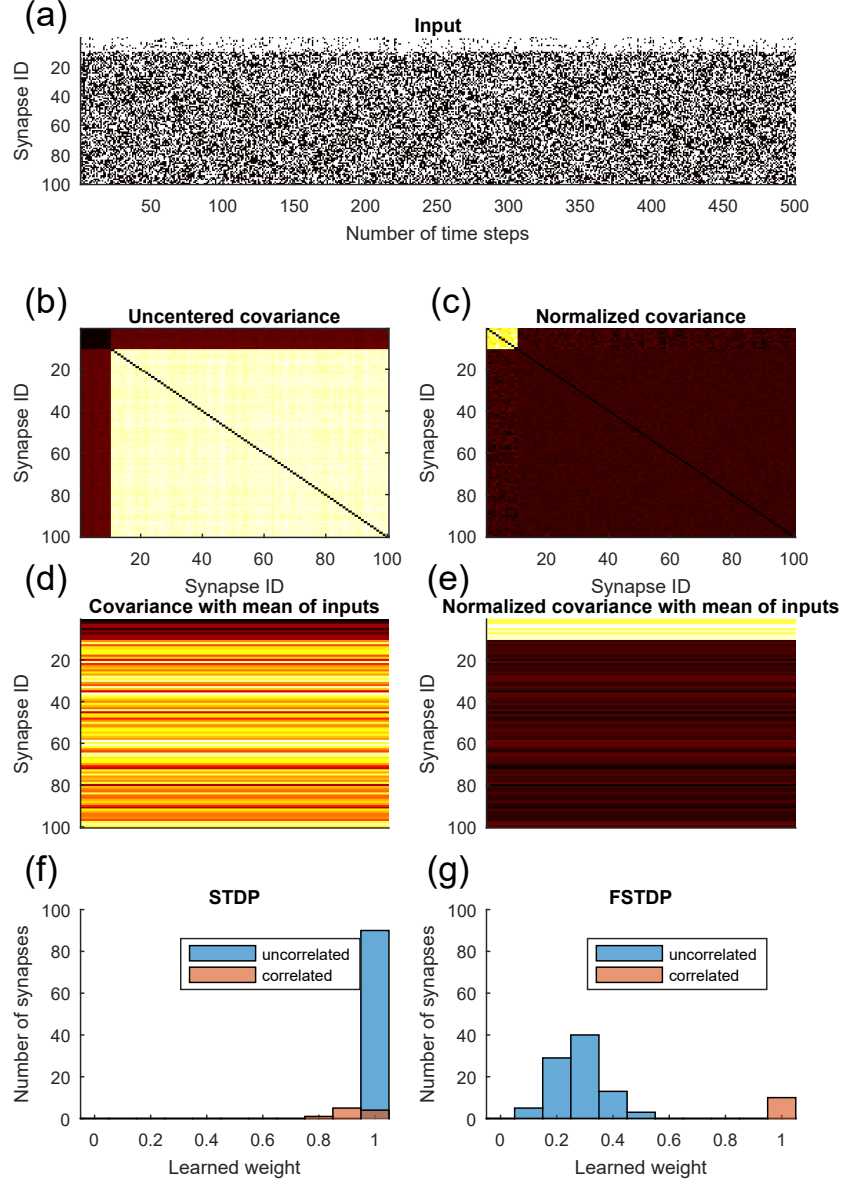 (a)
Input
Synapse ID
20
40
60
80
100
50 100 150 200 250 300 350 400 450 500
Number of time steps
(b)
Uncentered covariance
Synapse ID
20
40
60
80
100
20 40 60 80 100
Synapse ID
(c)
Normalized covariance
Synapse ID
20
40
60
80
100
20 40 60 80 100
Synapse ID
(d)
Covariance with mean of inputs
Synapse ID
20
40
60
80
100
(e)
Normalized covariance with mean of inputs
Synapse ID
20
40
60
80
100
(f)
STDP
Number of synapses
100
80
60
40
20
0
uncorrelated
correlated
0 0.2 0.4 0.6 0.8 1
Learned weight
(g)
FSTDP
Number of synapses
100
80
60
40
20
0
uncorrelated
correlated
0 0.2 0.4 0.6 0.8 1
Learned weight